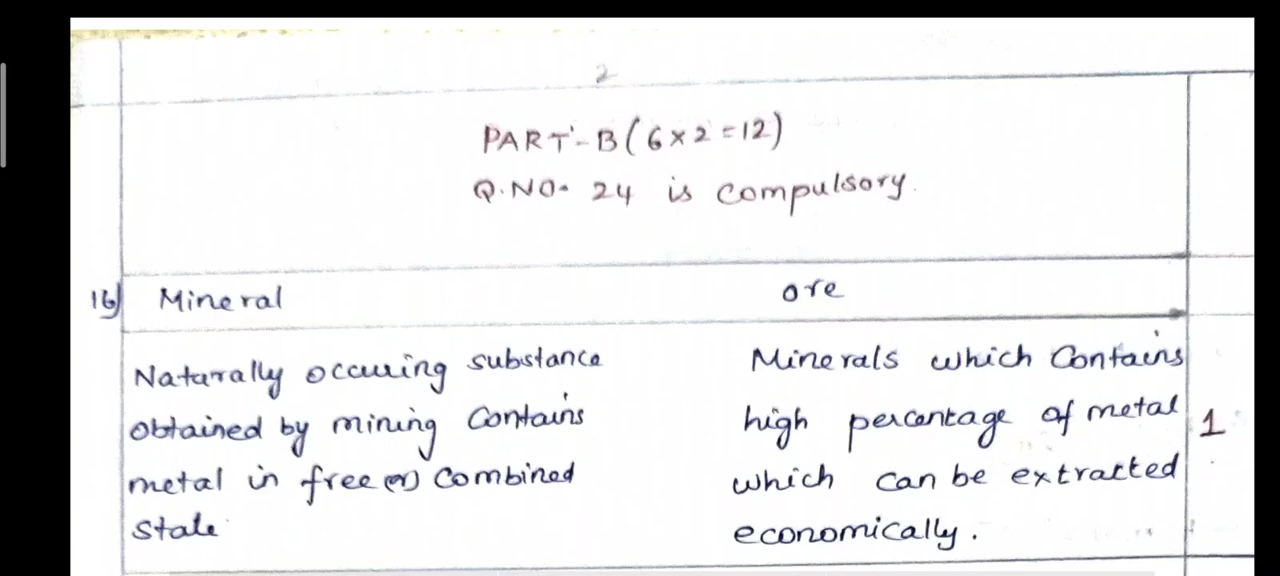 2
PART-B(6×2=12)
Q.NO. 24 is compulsory.
16) Mineral ore
Naturally occuring substance
obtained by mining contains
metal in free (or) combined
state
Minerals which contains
high percentage of metal
which can be extracted
economically.
1